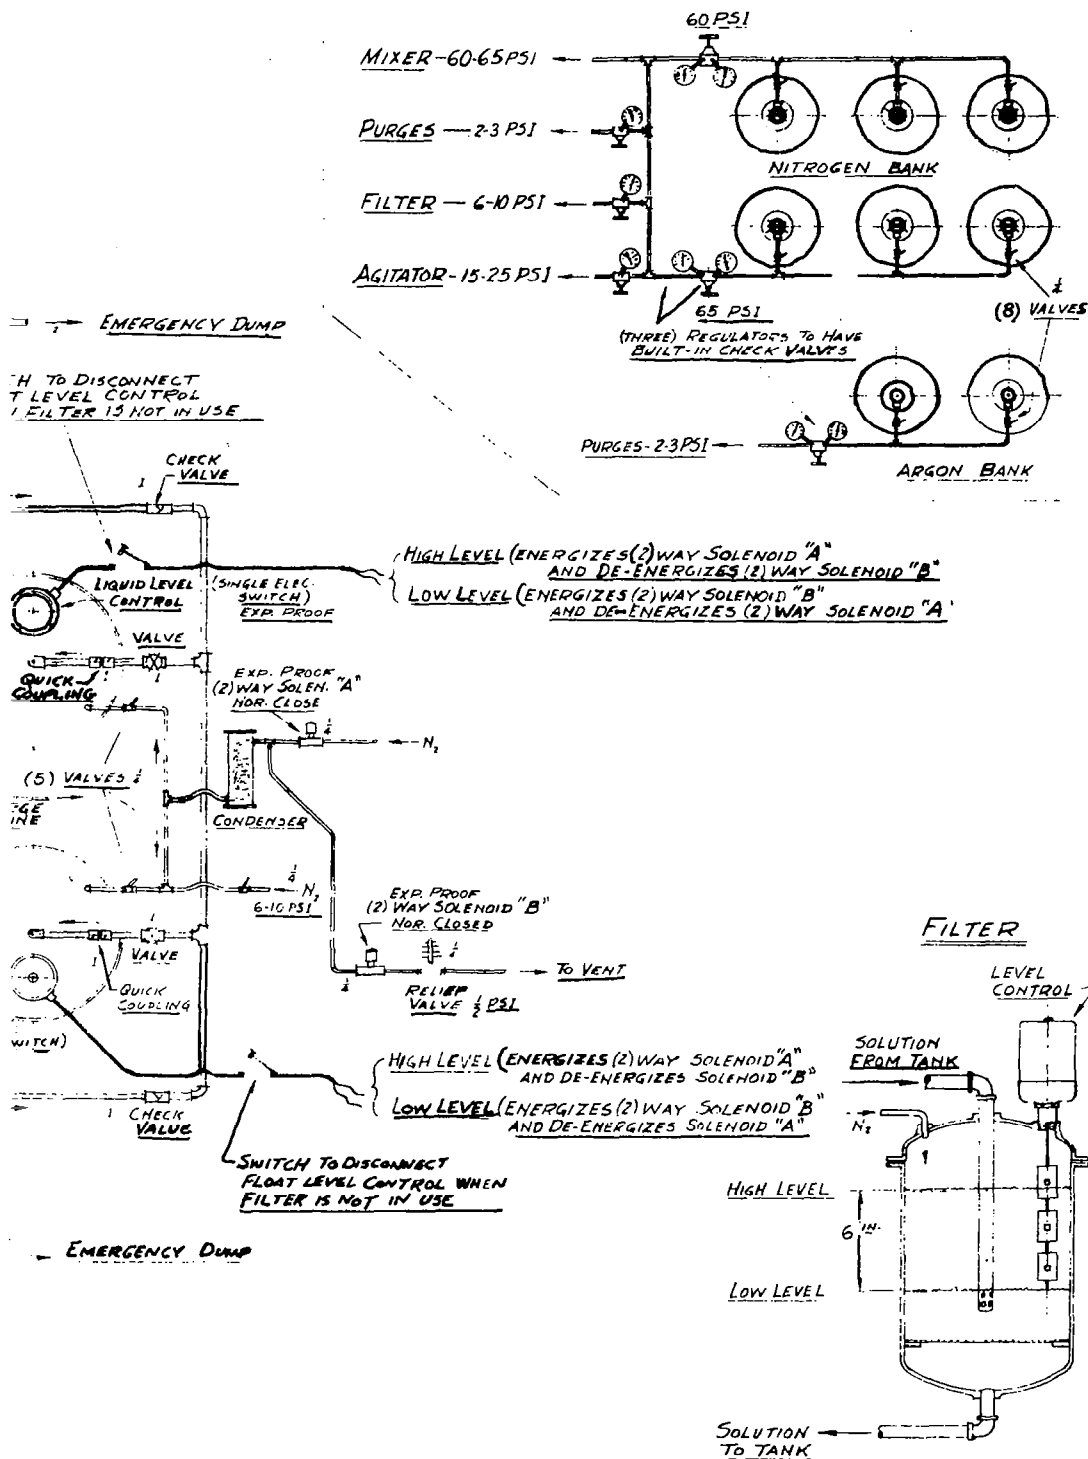 60 PSI
MIXER - 60-65 PSI
PURGES - 2-3 PSI
NITROGEN BANK
FILTER - 6-10 PSI
AGITATOR - 15-25 PSI
65 PSI
(8) VALVES
(THREE) REGULATORS TO HAVE
BUILT-IN CHECK VALVES
EMERGENCY DUMP
TO DISCONNECT
LEVEL CONTROL
FILTER IS NOT IN USE
PURGES - 2-3 PSI
ARGON BANK
CHECK
VALVE
1
HIGH LEVEL (ENERGIZES (2) WAY SOLENOID "A"
AND DE-ENERGIZES (2) WAY SOLENOID "B"
LOW LEVEL (ENERGIZES (2) WAY SOLENOID "B"
AND DE-ENERGIZES (2) WAY SOLENOID "A"
LIQUID LEVEL
CONTROL
(SINGLE ELEC.
SWITCH)
EXP. PROOF
VALVE
QUICK
COUPLING
EXP. PROOF
(2) WAY SOLEN. "A"
NOR. CLOSE
1/4
N2
(5) VALVES
CONDENSER
1/4
N2
6-10 PSI
EXP. PROOF
(2) WAY SOLENOID "B"
NOR. CLOSED
VALVE
QUICK
COUPLING
1
TO VENT
RELIEF
VALVE 1/2 PSI
FILTER
LEVEL
CONTROL
SOLUTION
FROM TANK
N2
HIGH LEVEL
6 IN.
LOW LEVEL
SOLUTION
TO TANK
HIGH LEVEL (ENERGIZES (2) WAY SOLENOID "A"
AND DE-ENERGIZES SOLENOID "B"
LOW LEVEL (ENERGIZES (2) WAY SOLENOID "B"
AND DE-ENERGIZES SOLENOID "A"
CHECK
VALVE
1
SWITCH TO DISCONNECT
FLOAT LEVEL CONTROL WHEN
FILTER IS NOT IN USE
EMERGENCY DUMP